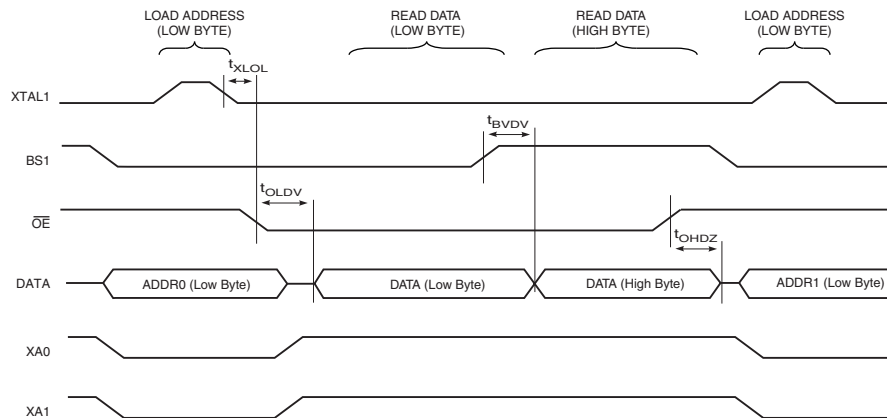 LOAD ADDRESS
(LOW BYTE)
READ DATA
(LOW BYTE)
READ DATA
(HIGH BYTE)
LOAD ADDRESS
(LOW BYTE)
tXLOL
XTAL1
tBVDV
BS1
tOLDV
OE
tOHDZ
DATA
ADDR0 (Low Byte)
DATA (Low Byte)
DATA (High Byte)
ADDR1 (Low Byte)
XA0
XA1